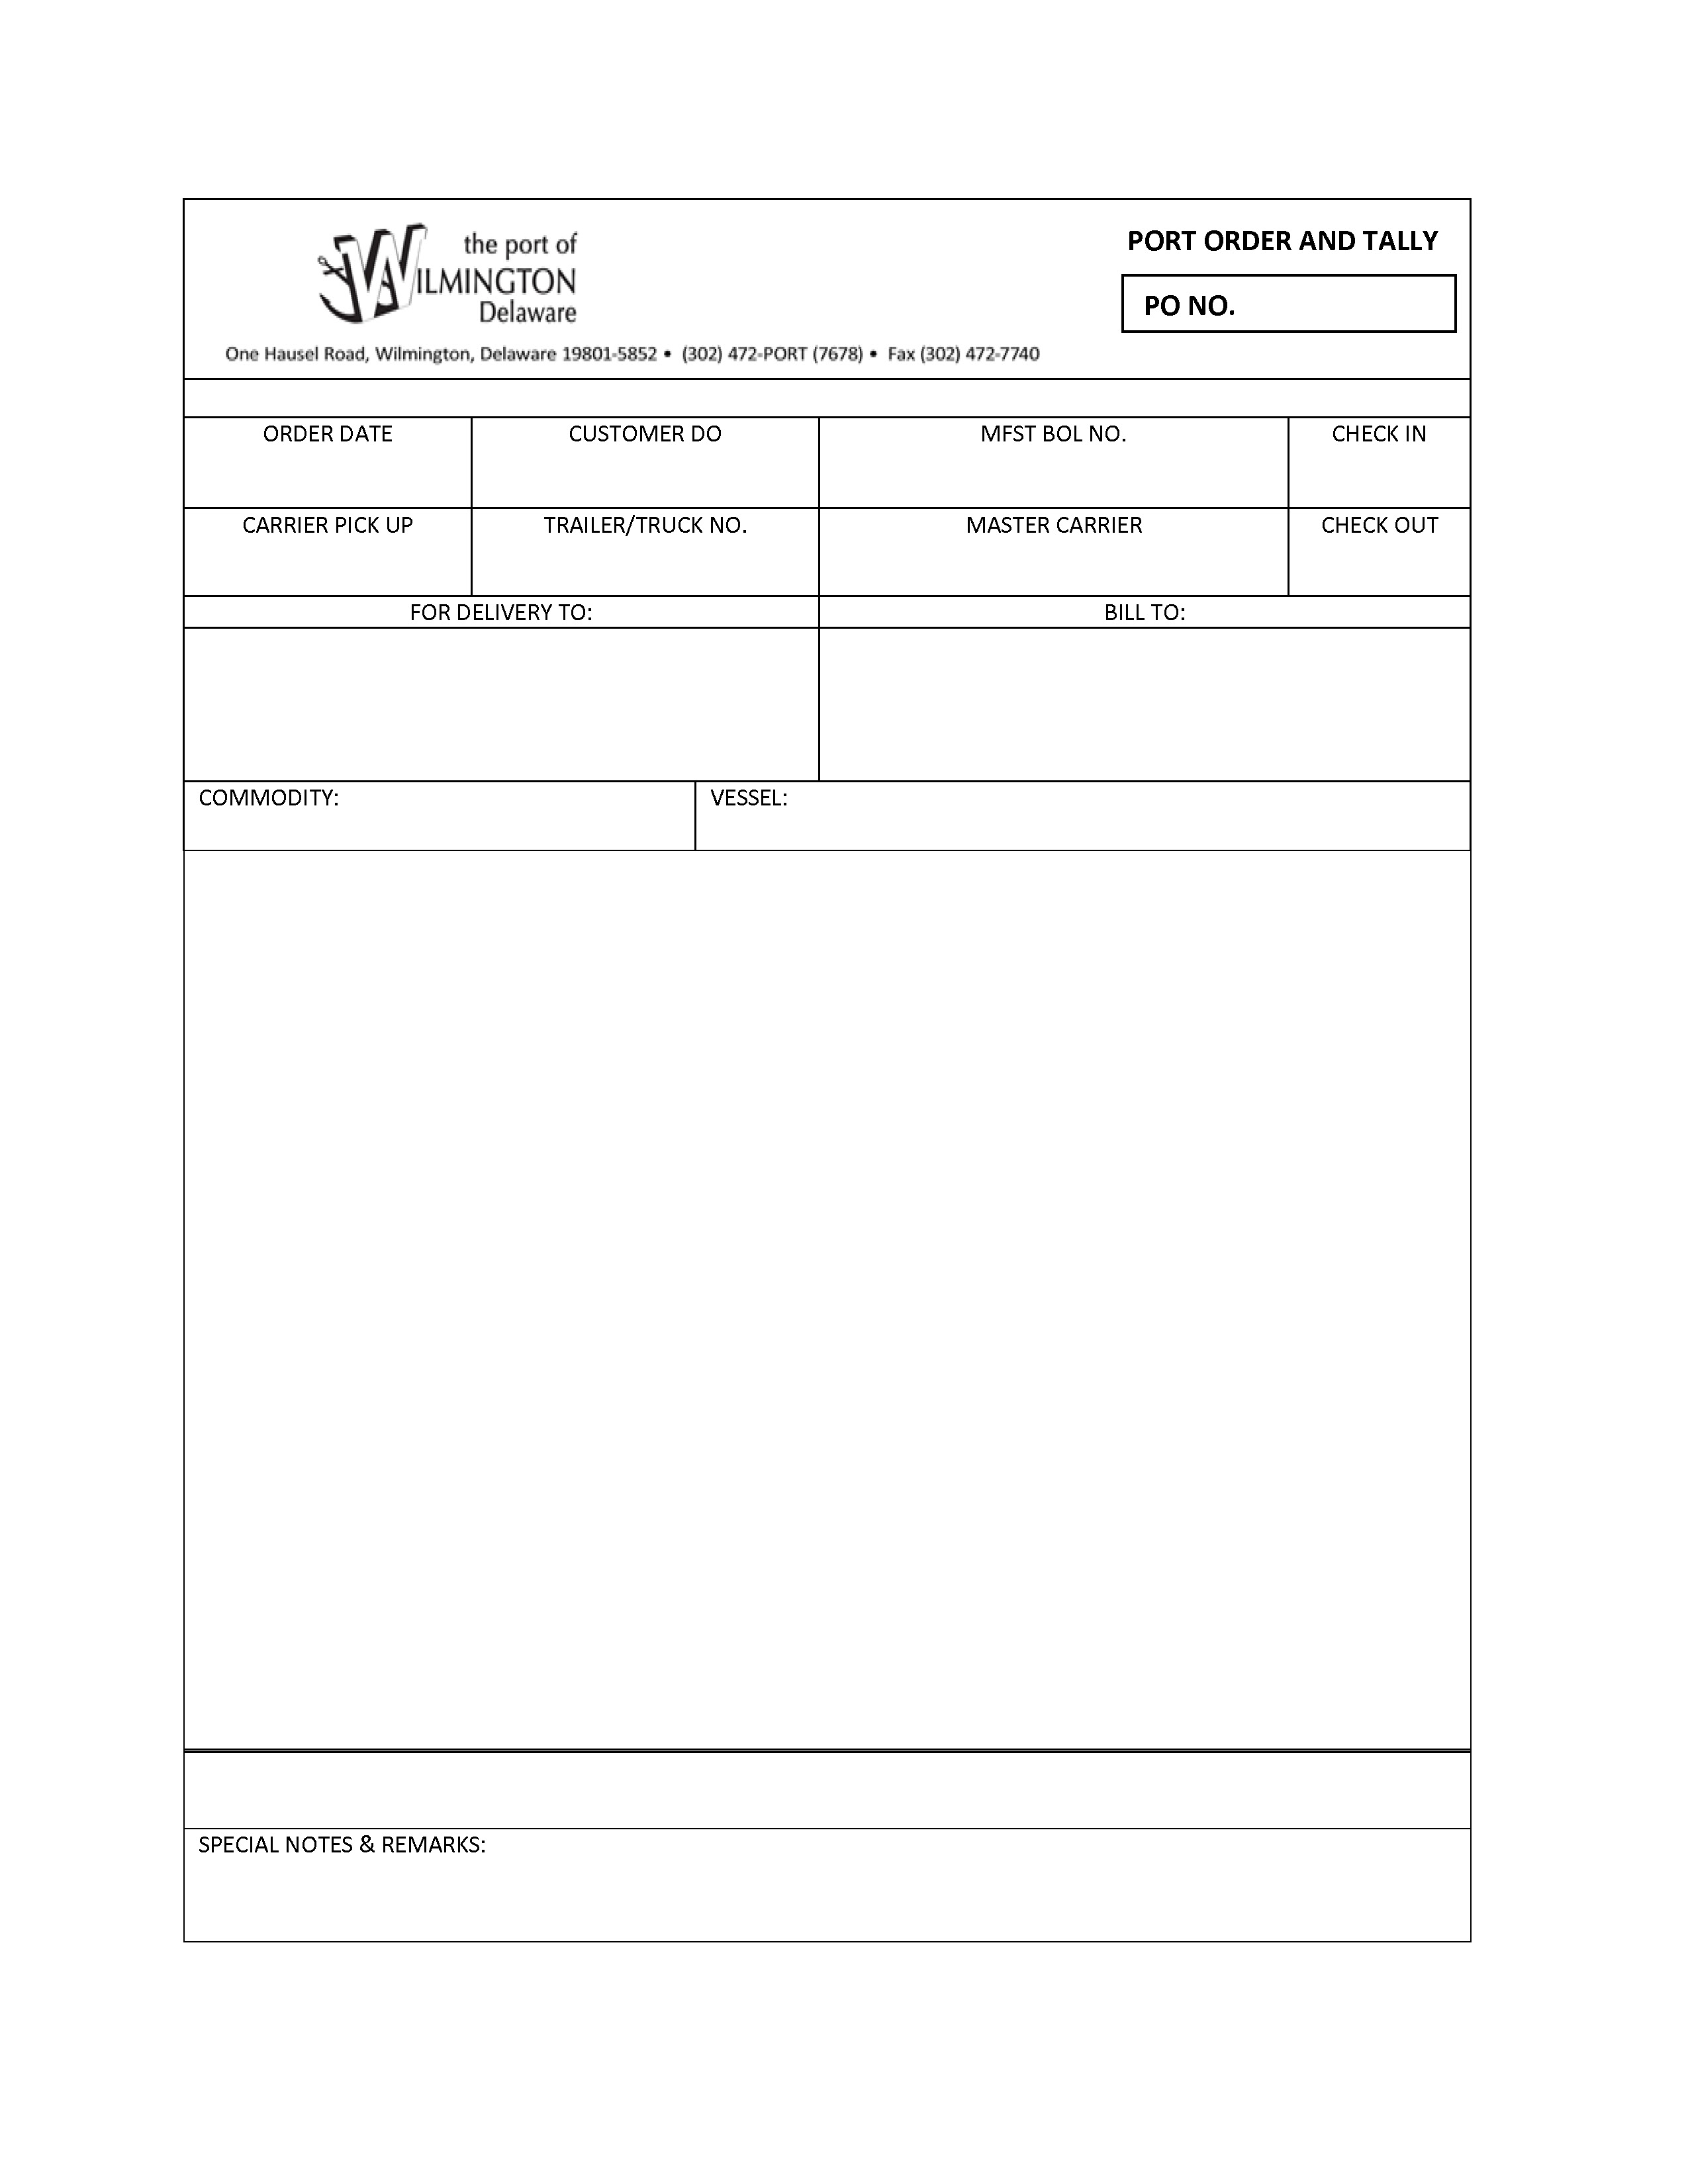 the port of
WILMINGTON
Delaware
PORT ORDER AND TALLY
PO NO.
One Hausel Road, Wilmington, Delaware 19801-5852 • (302) 472-PORT (7678) • Fax (302) 472-7740
ORDER DATE CUSTOMER DO MFST BOL NO. CHECK IN
CARRIER PICK UP TRAILER/TRUCK NO. MASTER CARRIER CHECK OUT
FOR DELIVERY TO: BILL TO:
COMMODITY: VESSEL:
SPECIAL NOTES & REMARKS: